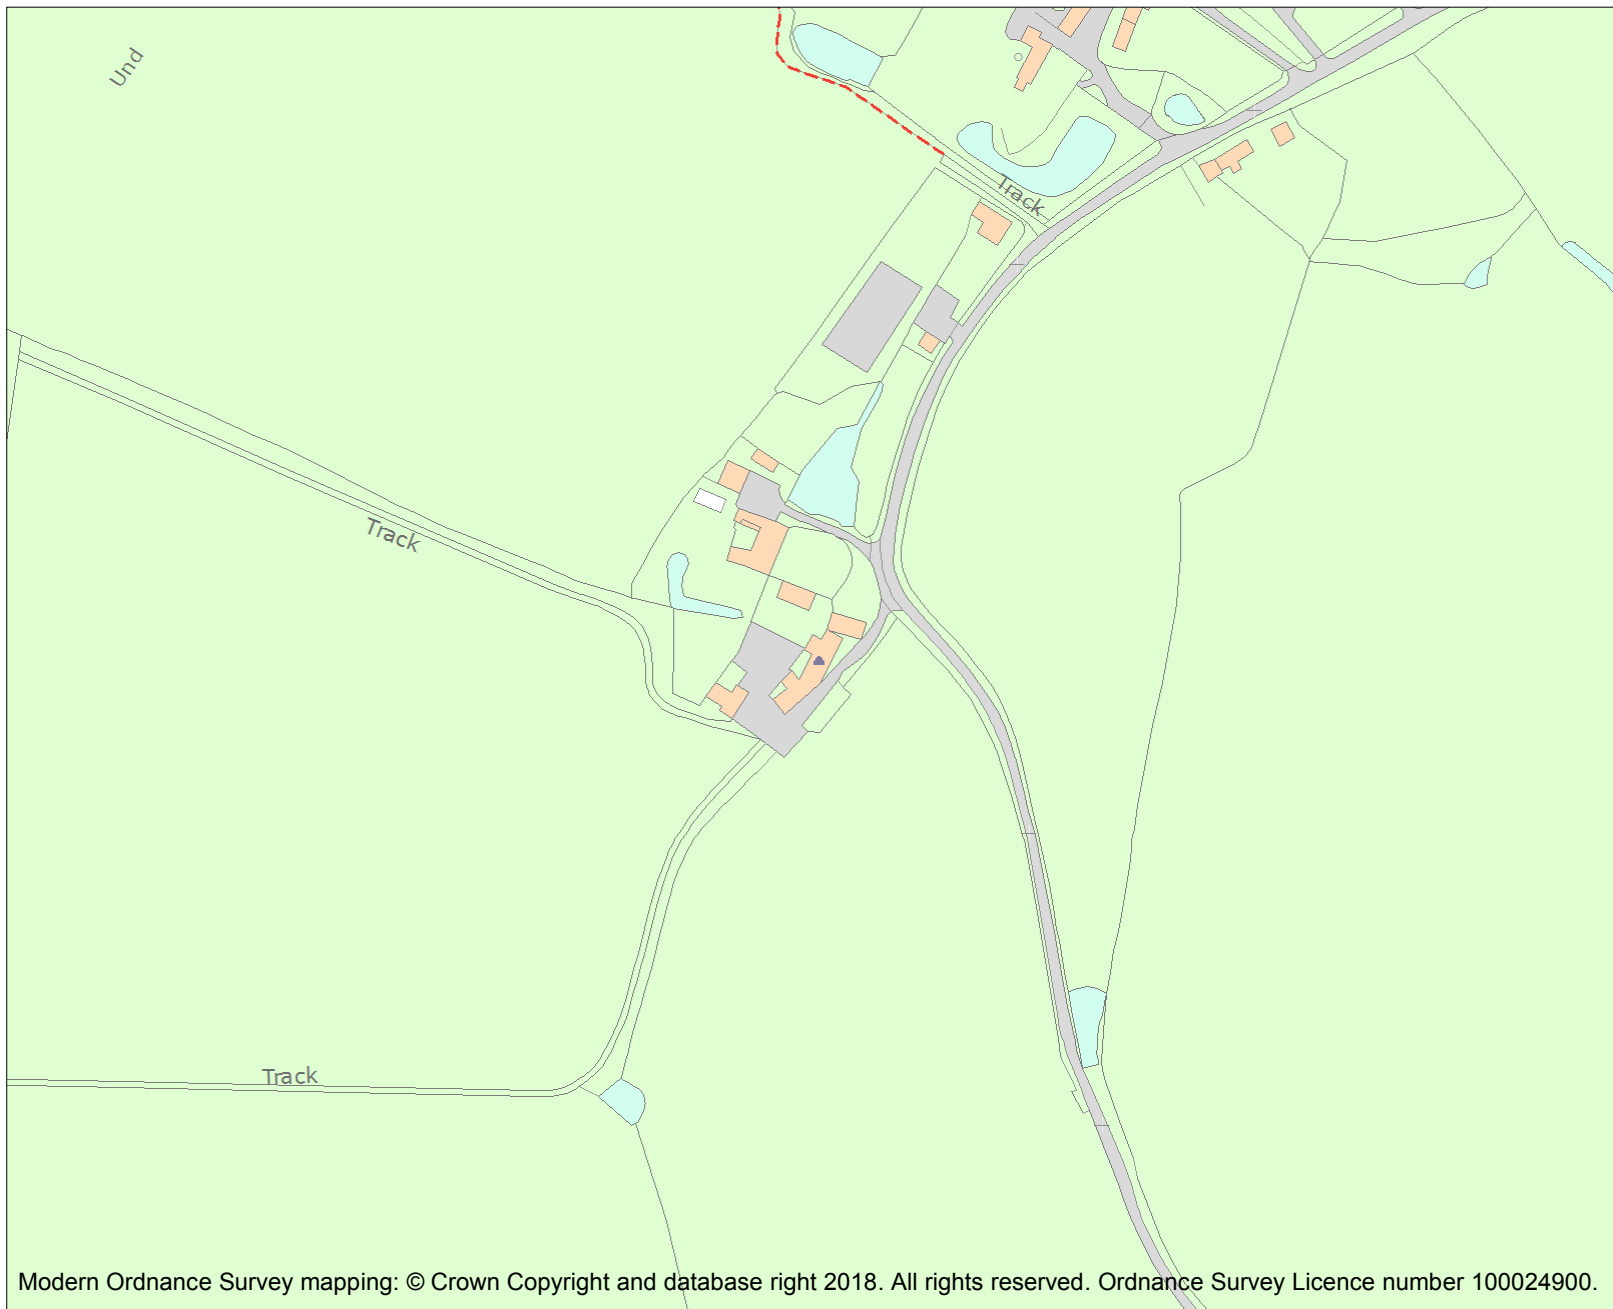 Und
Track
Track
Track
Modern Ordnance Survey mapping: © Crown Copyright and database right 2018. All rights reserved. Ordnance Survey Licence number 100024900.